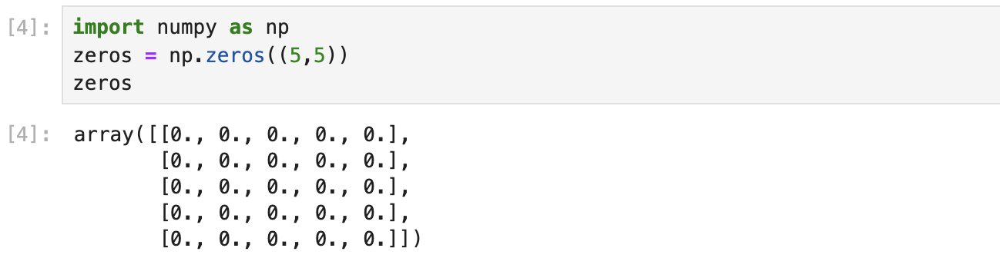 [4]: import numpy as np
zeros = np.zeros((5,5))
zeros
[4]: array([[0., 0., 0., 0., 0.],
[0., 0., 0., 0., 0.],
[0., 0., 0., 0., 0.],
[0., 0., 0., 0., 0.],
[0., 0., 0., 0., 0.]])